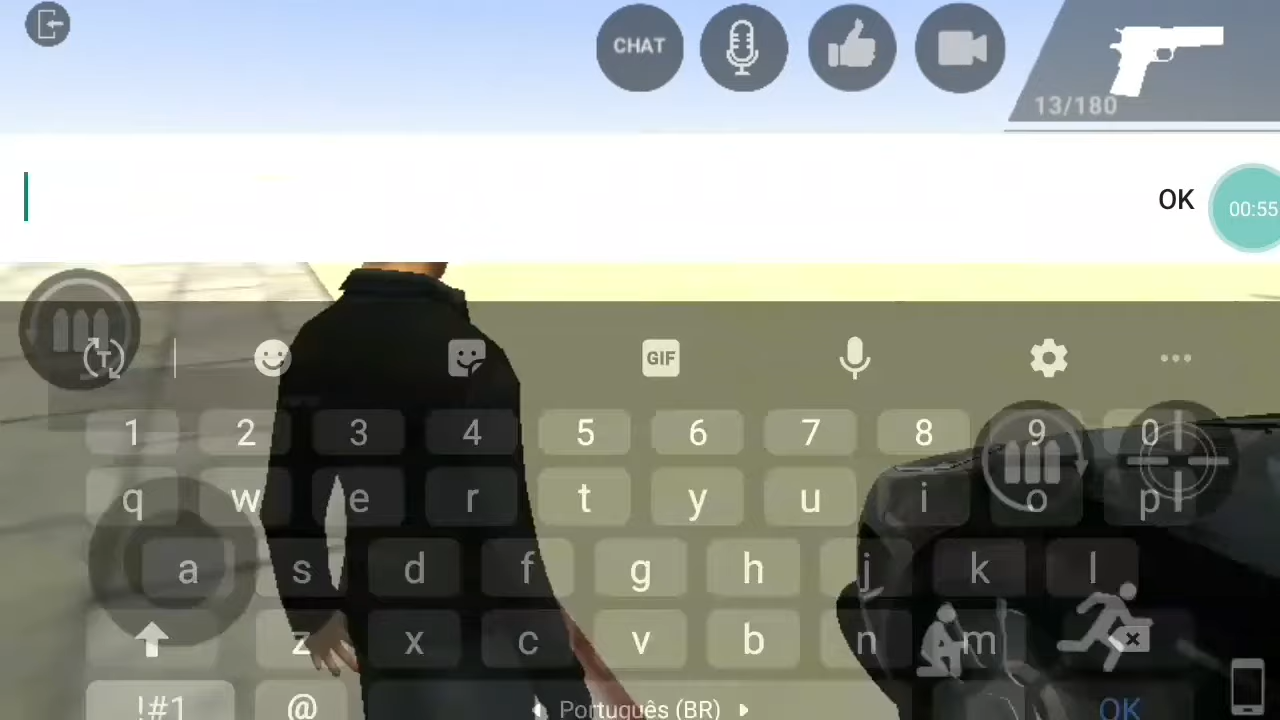 CHAT
13/180
OK
00:55
T
GIF
1 2 3 4 5 6 7 8 9 0
q w e r t y u i o p
a s d f g h j k l
z x c v b n m
!#1 @ Português (BR) OK